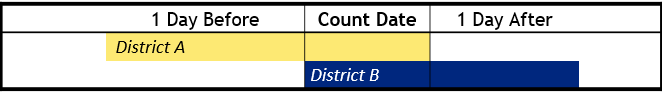 1 Day Before Count Date 1 Day After
District A
District B